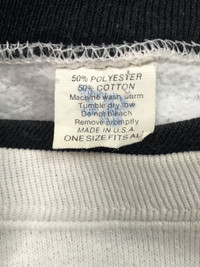 50% POLYESTER
50% COTTON
Machine wash warm
Tumble dry low
Do not bleach
Remove promptly
MADE IN U.S.A.
ONE SIZE FITS ALL